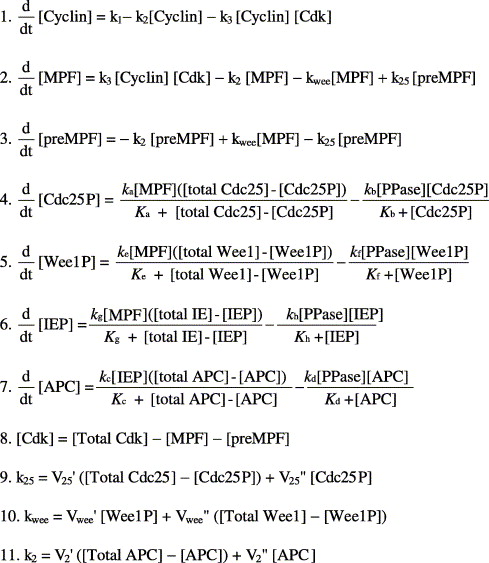 1. d/dt [Cyclin] = k1– k2[Cyclin] – k3 [Cyclin] [Cdk]
2. d/dt [MPF] = k3 [Cyclin] [Cdk] – k2 [MPF] – kwee[MPF] + k25 [preMPF]
3. d/dt [preMPF] = – k2 [preMPF] + kwee[MPF] – k25 [preMPF]
4. d/dt [Cdc25P] = ka[MPF]([total Cdc25]-[Cdc25P]) / Ka + [total Cdc25]-[Cdc25P] – kb[PPase][Cdc25P] / Kb+[Cdc25P]
5. d/dt [Wee1P] = ke[MPF]([total Wee1]-[Wee1P]) / Ke + [total Wee1]-[Wee1P] – kf[PPase][Wee1P] / Kf+[Wee1P]
6. d/dt [IEP] = kg[MPF]([total IE]-[IEP]) / Kg + [total IE]-[IEP] – kh[PPase][IEP] / Kh+[IEP]
7. d/dt [APC] = kc[IEP]([total APC]-[APC]) / Kc + [total APC]-[APC] – kd[PPase][APC] / Kd+[APC]
8. [Cdk] = [Total Cdk] – [MPF] – [preMPF]
9. k25 = V25' ([Total Cdc25] – [Cdc25P]) + V25" [Cdc25P]
10. kwee = Vwee' [Wee1P] + Vwee" ([Total Wee1] – [Wee1P])
11. k2 = V2' ([Total APC] – [APC]) + V2" [APC]